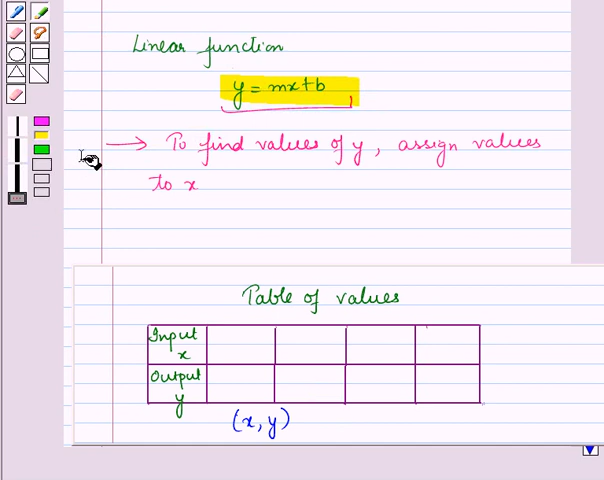 Linear function
y = mx+b
→ To find values of y, assign values
to x
Table of values
Input
x
Output
y
(x, y)